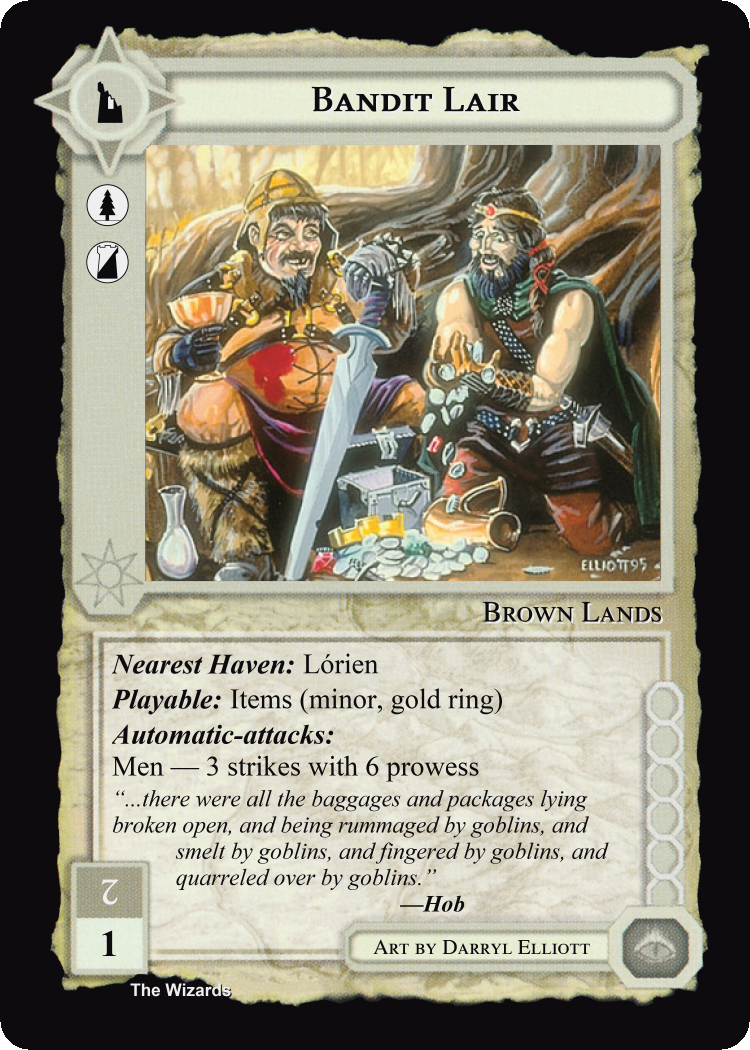 Bandit Lair
ELLIOTT95
Brown Lands
Nearest Haven: Lórien
Playable: Items (minor, gold ring)
Automatic-attacks:
Men — 3 strikes with 6 prowess
“...there were all the baggages and packages lying
broken open, and being rummaged by goblins, and
smelt by goblins, and fingered by goblins, and
quarreled over by goblins.”
—Hob
2
1
Art by Darryl Elliott
The Wizards